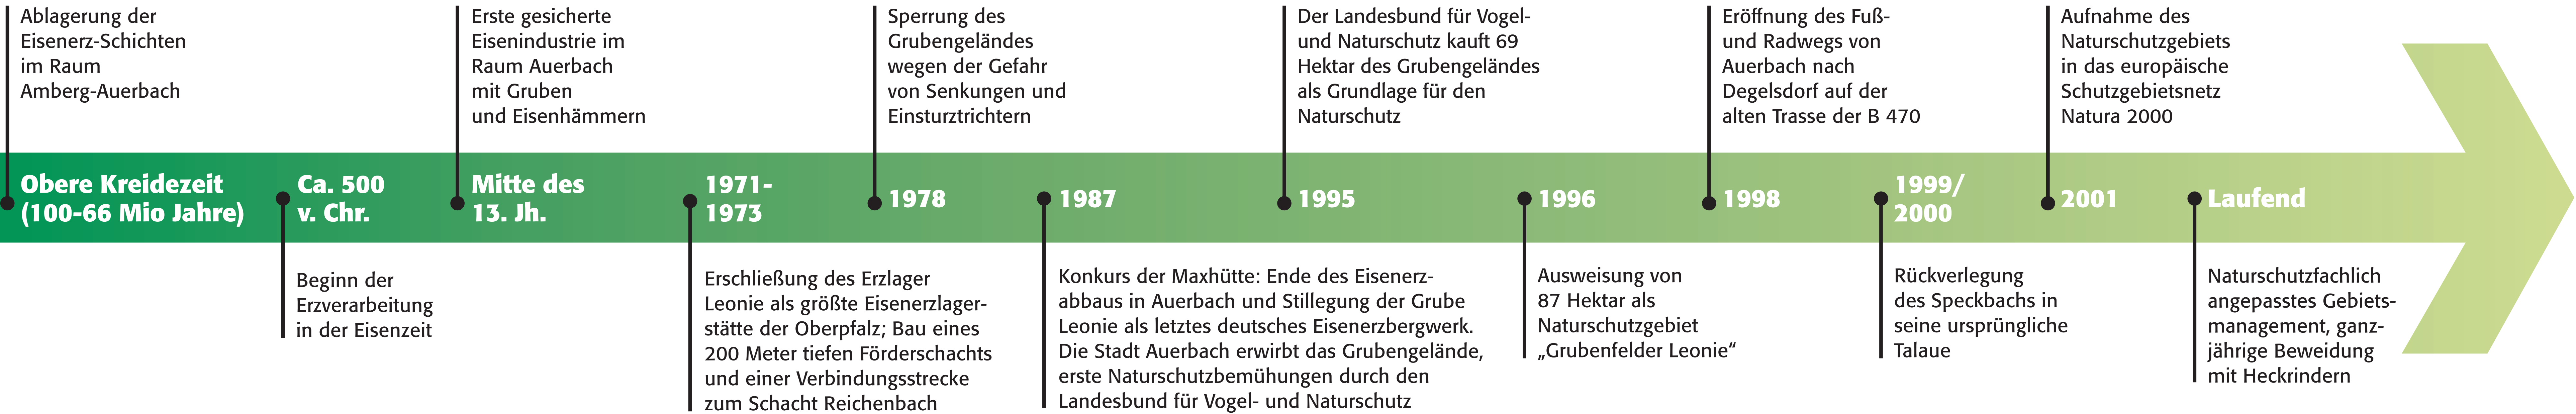 Ablagerung der
Eisenerz-Schichten
im Raum
Amberg-Auerbach
Obere Kreidezeit
(100-66 Mio Jahre)
Ca. 500
v. Chr.
Beginn der
Erzverarbeitung
in der Eisenzeit
Erste gesicherte
Eisenindustrie im
Raum Auerbach
mit Gruben
und Eisenhämmern
Mitte des
13. Jh.
1971-
1973
Erschließung des Erzlager
Leonie als größte Eisenerzlager-
stätte der Oberpfalz; Bau eines
200 Meter tiefen Förderschachts
und einer Verbindungsstrecke
zum Schacht Reichenbach
Sperrung des
Grubengeländes
wegen der Gefahr
von Senkungen und
Einsturztrichtern
1978
1987
Konkurs der Maxhütte: Ende des Eisenerz-
abbaus in Auerbach und Stillegung der Grube
Leonie als letztes deutsches Eisenerzbergwerk.
Die Stadt Auerbach erwirbt das Grubengelände,
erste Naturschutzbemühungen durch den
Landesbund für Vogel- und Naturschutz
Der Landesbund für Vogel-
und Naturschutz kauft 69
Hektar des Grubengeländes
als Grundlage für den
Naturschutz
1995
1996
Ausweisung von
87 Hektar als
Naturschutzgebiet
„Grubenfelder Leonie“
Eröffnung des Fuß-
und Radwegs von
Auerbach nach
Degelsdorf auf der
alten Trasse der B 470
1998
1999/
2000
Rückverlegung
des Speckbachs in
seine ursprüngliche
Talaue
Aufnahme des
Naturschutzgebiets
in das europäische
Schutzgebietsnetz
Natura 2000
2001
Laufend
Naturschutzfachlich
angepasstes Gebiets-
management, ganz-
jährige Beweidung
mit Heckrindern